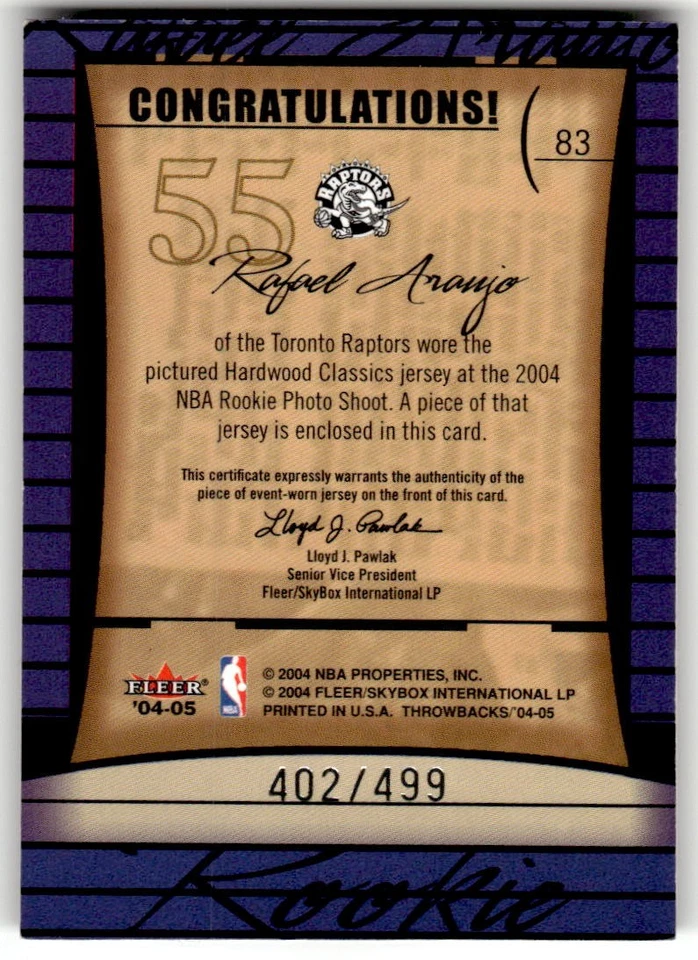 Rafael Araujo
CONGRATULATIONS!
83
55
RAPTORS
Rafael Araujo
of the Toronto Raptors wore the
pictured Hardwood Classics jersey at the 2004
NBA Rookie Photo Shoot. A piece of that
jersey is enclosed in this card.
This certificate expressly warrants the authenticity of the
piece of event-worn jersey on the front of this card.
Lloyd J. Pawlak
Lloyd J. Pawlak
Senior Vice President
Fleer/SkyBox International LP
FLEER®
'04-05
NBA
© 2004 NBA PROPERTIES, INC.
© 2004 FLEER/SKYBOX INTERNATIONAL LP
PRINTED IN U.S.A. THROWBACKS/'04-05
402/499
Rookie